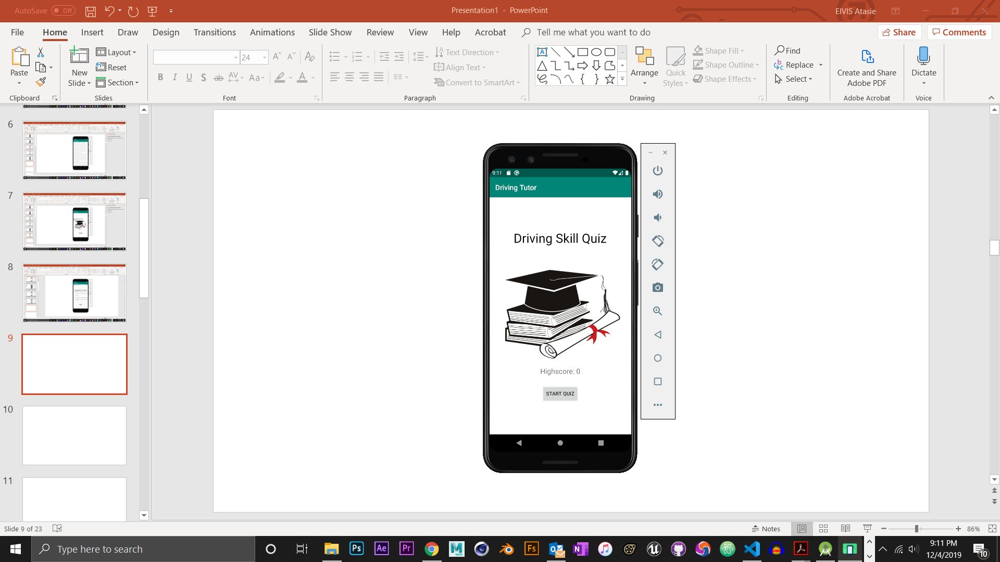 AutoSave Off
Presentation1 - PowerPoint
EIVIS Atasie
File Home Insert Draw Design Transitions Animations Slide Show Review View Help Acrobat Tell me what you want to do
Share Comments
Paste
New Slide
Layout
Reset
Section
24
B I U S ab AV Aa A
Text Direction
Align Text
Convert to SmartArt
A
Arrange
Quick Styles
Shape Fill
Shape Outline
Shape Effects
Find
Replace
Select
Create and Share Adobe PDF
Dictate
Clipboard Slides Font Paragraph Drawing Editing Adobe Acrobat Voice
6
7
8
9
10
11
9:11
Driving Tutor
Driving Skill Quiz
Highscore: 0
START QUIZ
Slide 9 of 23
Notes
86%
Type here to search
Ps Ae Pr MAYA Fs
9:11 PM
12/4/2019
10